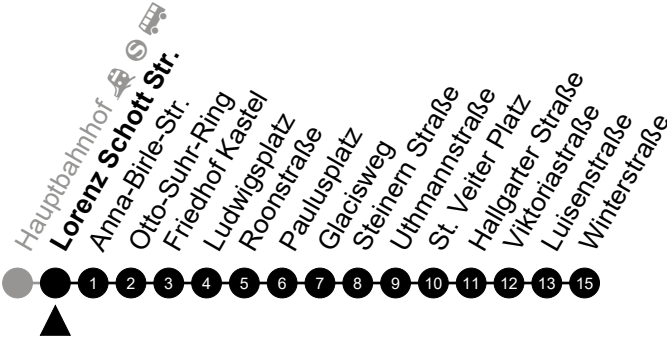 Hauptbahnhof S
Lorenz Schott Str.
Anna-Birle-Str.
Otto-Suhr-Ring
Friedhof Kastel
Ludwigsplatz
Roonstraße
Paulusplatz
Glacisweg
Steinern Straße
Uthmannstraße
St. Veiter Platz
Hallgarter Straße
Viktoriastraße
Luisenstraße
Winterstraße
1 2 3 4 5 6 7 8 9 10 11 12 13 15